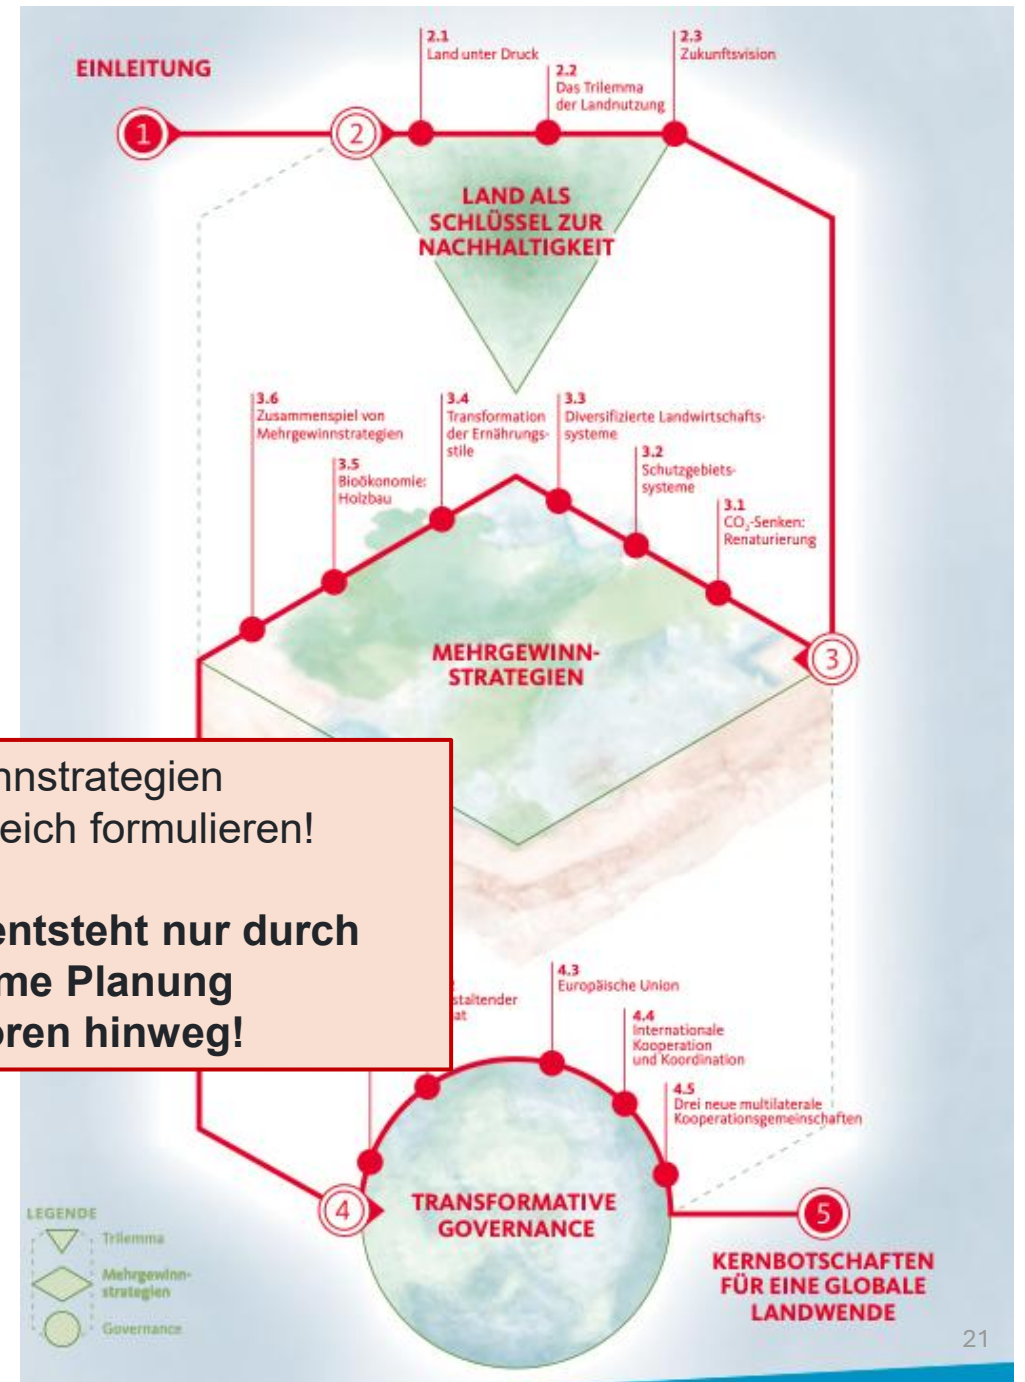 EINLEITUNG
1
2
2.1
Land unter Druck
2.2
Das Trilemma
der Landnutzung
2.3
Zukunftsvision
LAND ALS
SCHLÜSSEL ZUR
NACHHALTIGKEIT
3.6
Zusammenspiel von
Mehrgewinnstrategien
3.5
Bioökonomie:
Holzbau
3.4
Transformation
der Ernährungs-
stile
3.3
Diversifizierte Landwirtschafts-
systeme
3.2
Schutzgebiets-
systeme
3.1
CO₂-Senken:
Renaturierung
MEHRGEWINN-
STRATEGIEN
3
nnstrategien
eich formulieren!
entsteht nur durch
me Planung
oren hinweg!
staltender
at
4.3
Europäische Union
4.4
Internationale
Kooperation
und Koordination
4.5
Drei neue multilaterale
Kooperationsgemeinschaften
4
TRANSFORMATIVE
GOVERNANCE
5
KERNBOTSCHAFTEN
FÜR EINE GLOBALE
LANDWENDE
LEGENDE
Trilemma
Mehrgewinn-
strategien
Governance
21